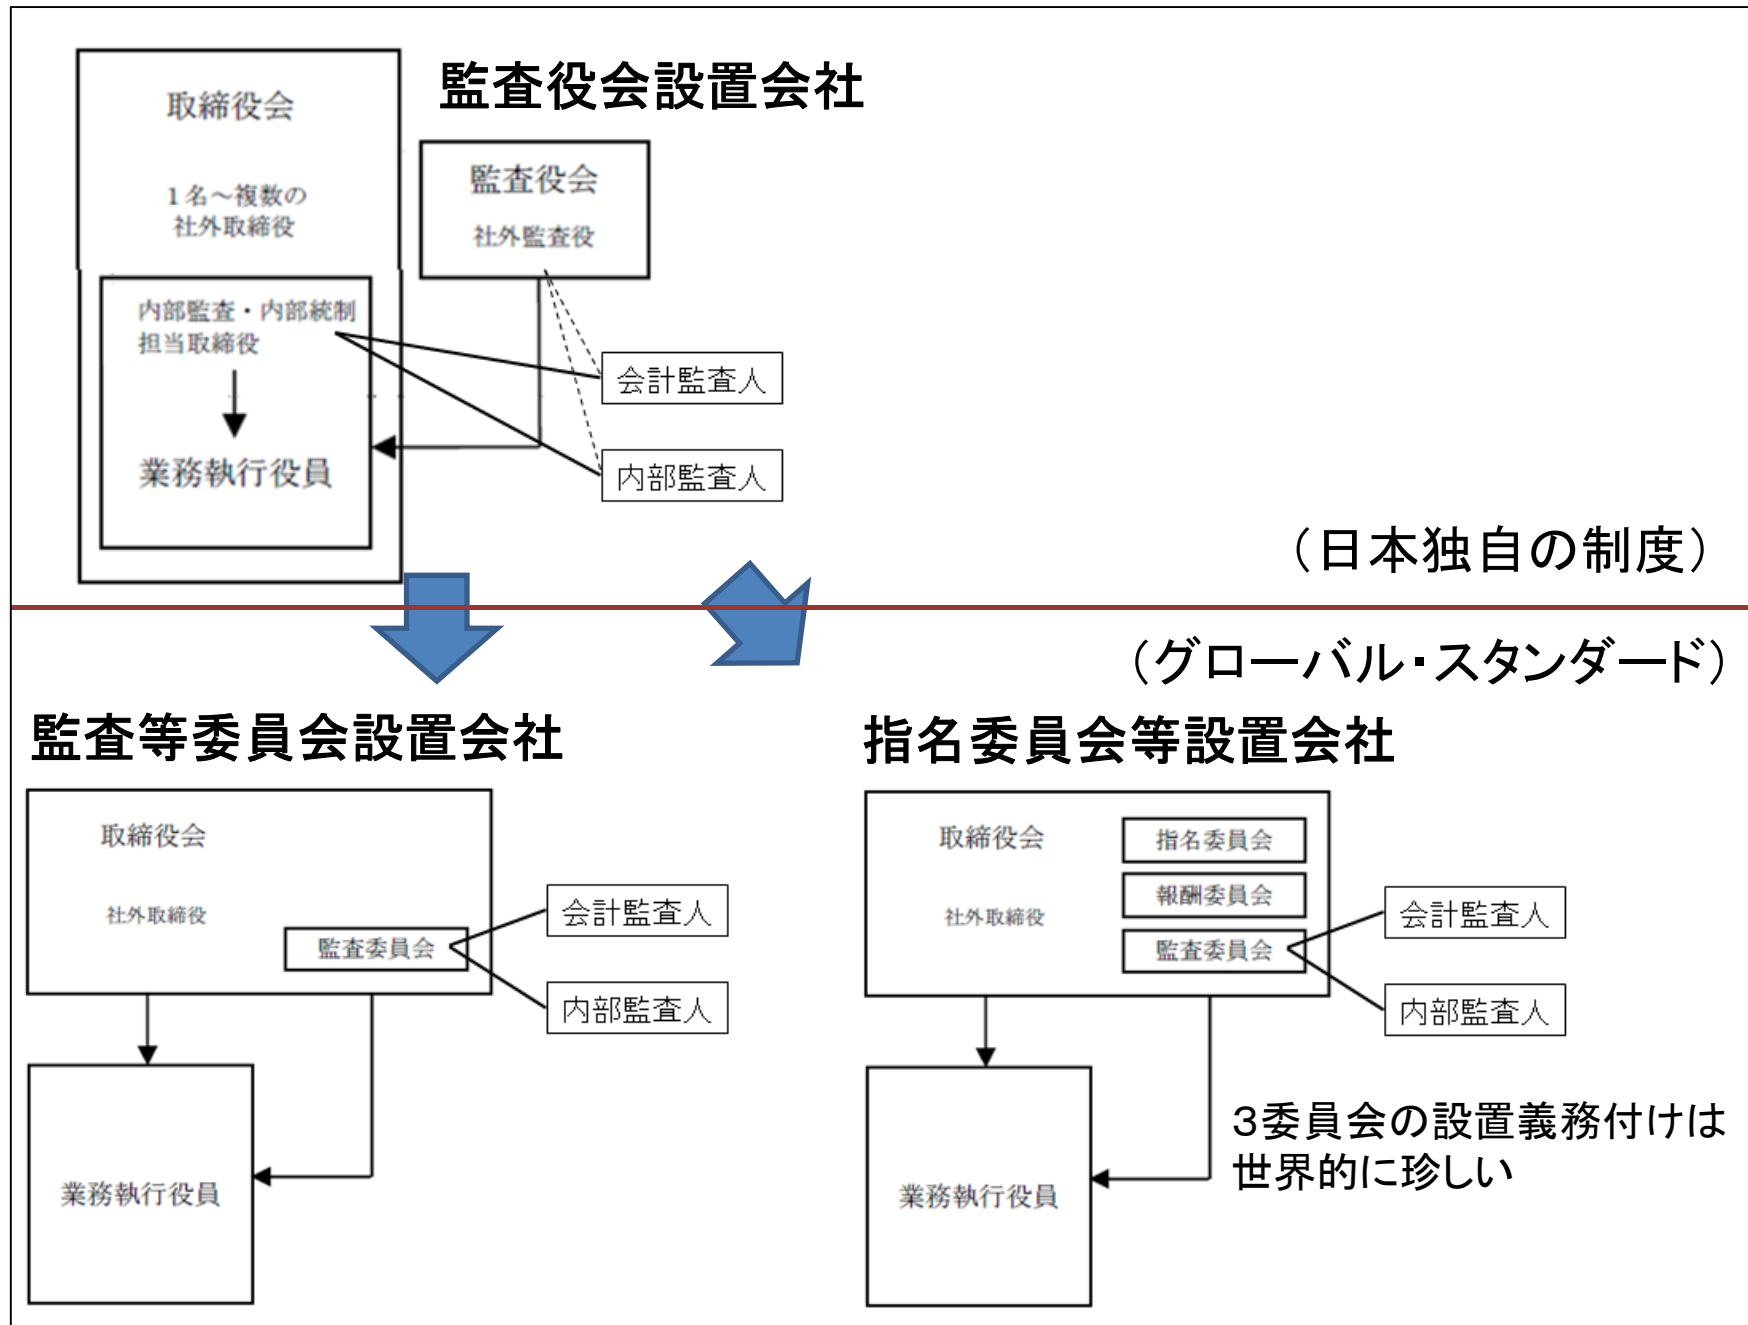 監査役会設置会社
取締役会
1名～複数の
社外取締役
監査役会
社外監査役
内部監査・内部統制
担当取締役
業務執行役員
会計監査人
内部監査人
（日本独自の制度）
（グローバル・スタンダード）
監査等委員会設置会社
取締役会
社外取締役
監査委員会
会計監査人
内部監査人
業務執行役員
指名委員会等設置会社
取締役会
社外取締役
指名委員会
報酬委員会
監査委員会
会計監査人
内部監査人
業務執行役員
３委員会の設置義務付けは
世界的に珍しい